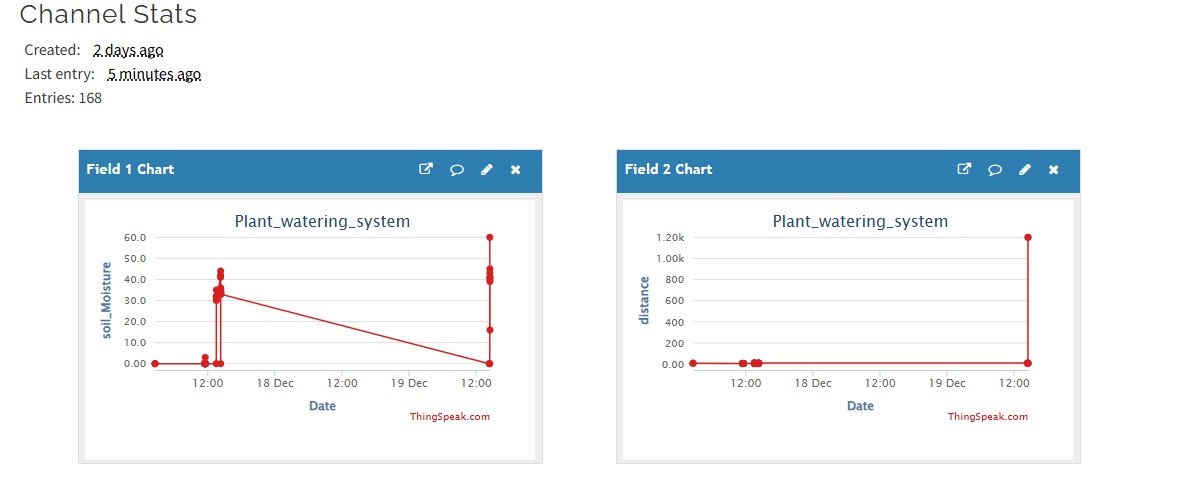 Channel Stats
Created: 2 days ago
Last entry: 5 minutes ago
Entries: 168
Field 1 Chart
Plant_watering_system
60.0
50.0
40.0
30.0
20.0
10.0
0.00
soil_Moisture
12:00 18 Dec 12:00 19 Dec 12:00
Date
ThingSpeak.com
Field 2 Chart
Plant_watering_system
1.20k
1.00k
800
600
400
200
0.00
distance
12:00 18 Dec 12:00 19 Dec 12:00
Date
ThingSpeak.com